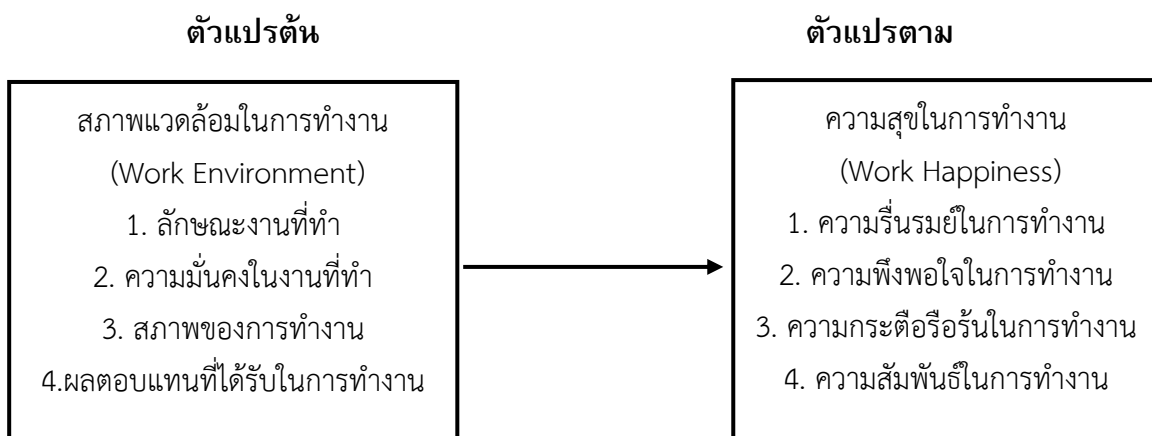 ตัวแปรต้น
ตัวแปรตาม
สภาพแวดล้อมในการทำงาน
(Work Environment)
1. ลักษณะงานที่ทำ
2. ความมั่นคงในงานที่ทำ
3. สภาพของการทำงาน
4.ผลตอบแทนที่ได้รับในการทำงาน
ความสุขในการทำงาน
(Work Happiness)
1. ความรื่นรมย์ในการทำงาน
2. ความพึงพอใจในการทำงาน
3. ความกระตือรือร้นในการทำงาน
4. ความสัมพันธ์ในการทำงาน